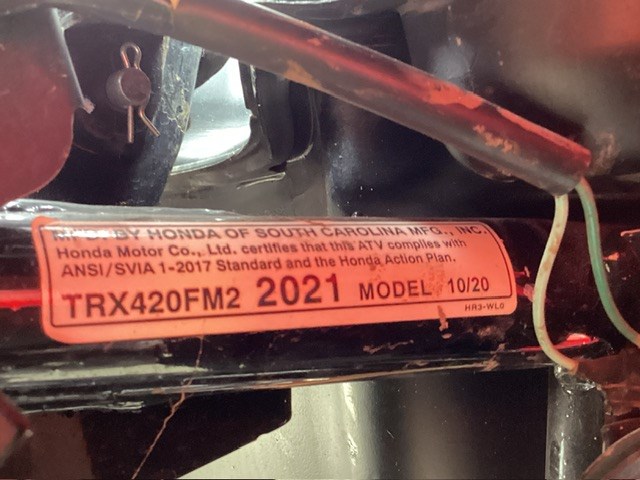 MFG. BY HONDA OF SOUTH CAROLINA MFG., INC.
Honda Motor Co., Ltd. certifies that this ATV complies with
ANSI/SVIA 1-2017 Standard and the Honda Action Plan.
TRX420FM2 2021 MODEL 10/20
HR3-WL0